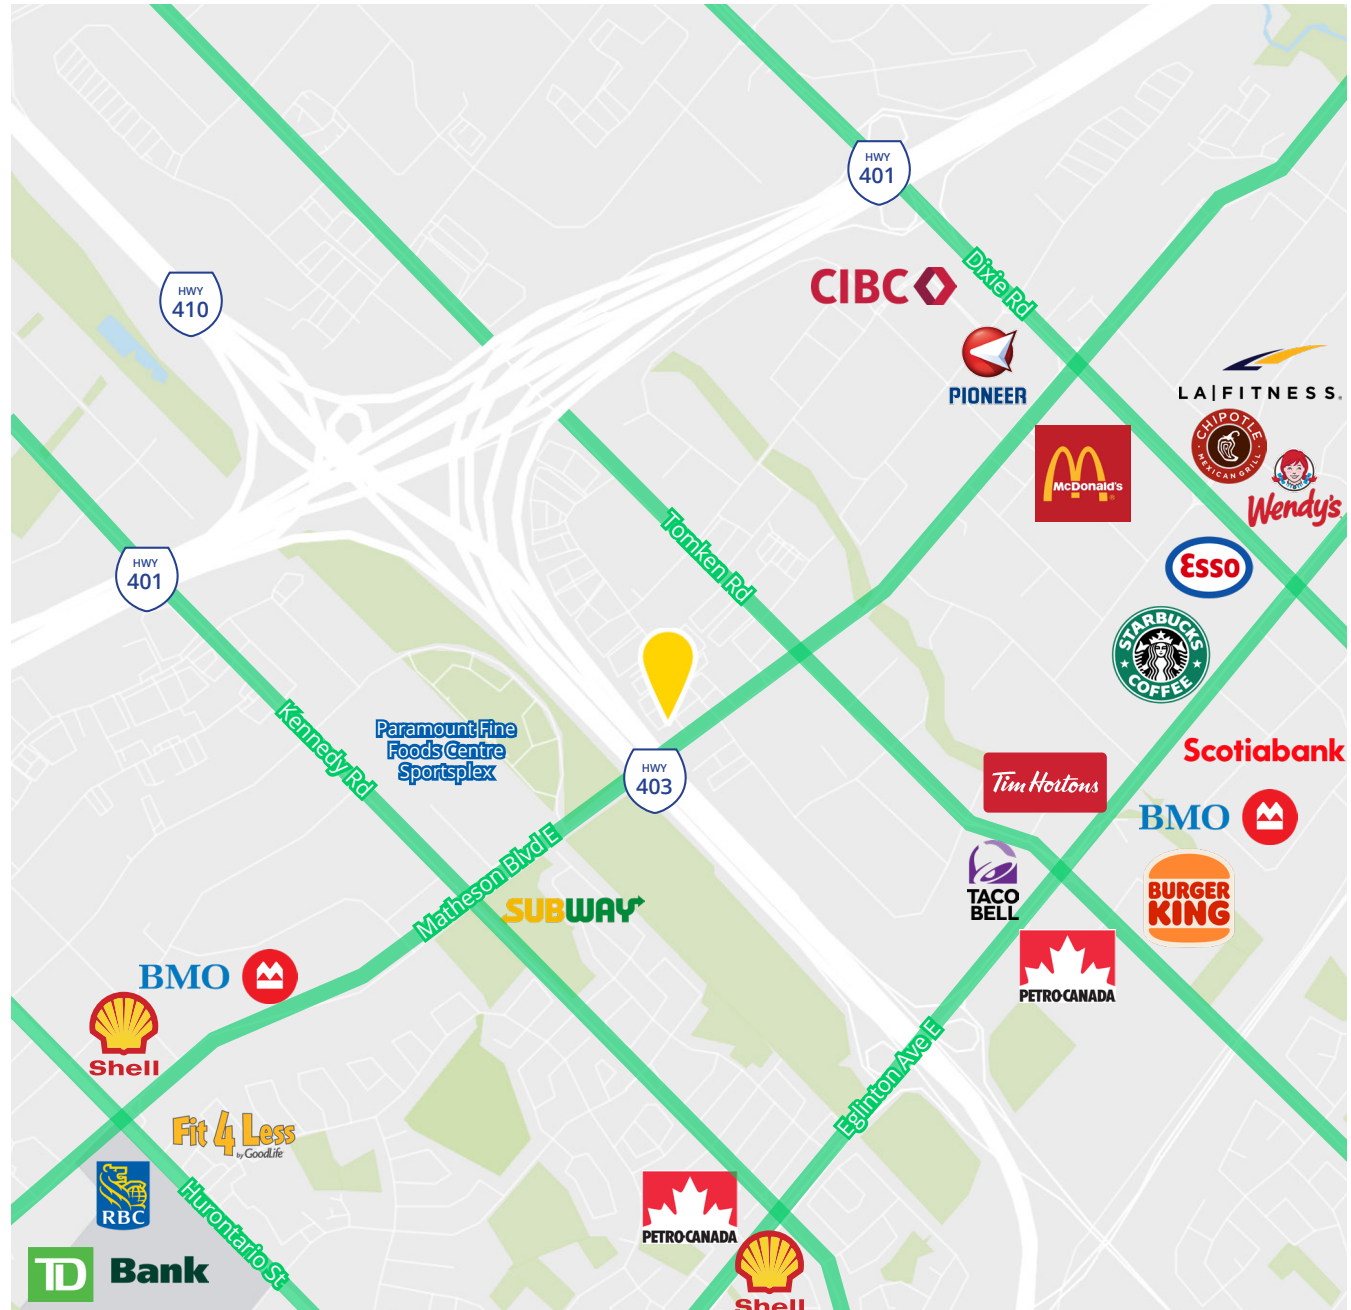 HWY
401
Dixie Rd
CIBC
HWY
410
PIONEER
LA|FITNESS.
CHIPOTLE
MEXICAN GRILL
McDonald's
Wendy's
Tomken Rd
HWY
401
Esso
STARBUCKS
COFFEE
Kennedy Rd
Paramount Fine
Foods Centre
Sportsplex
HWY
403
Scotiabank
Tim Hortons
BMO
Matheson Blvd E
TACO
BELL
BURGER
KING
SUBWAY
BMO
PETRO-CANADA
Shell
Eglinton Ave E
Fit 4 Less
by GoodLife
RBC
Hurontario St
PETRO-CANADA
TD Bank
Shell